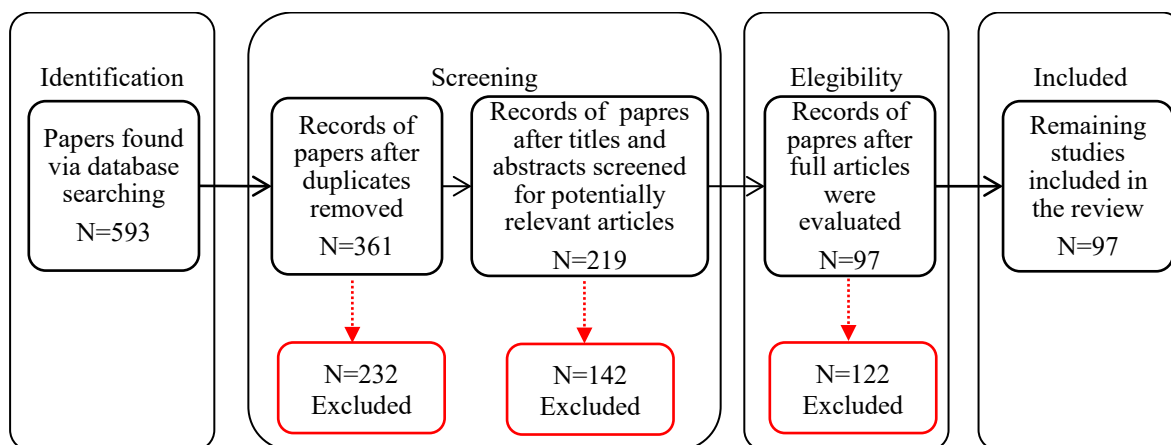 Identification
Papers found
via database
searching
N=593
Screening
Records of
papers after
duplicates
removed
N=361
Records of papres
after titles and
abstracts screened
for potentially
relevant articles
N=219
Elegibility
Records of
papres after
full articles
were
evaluated
N=97
Included
Remaining
studies
included in
the review
N=97
N=232
Excluded
N=142
Excluded
N=122
Excluded